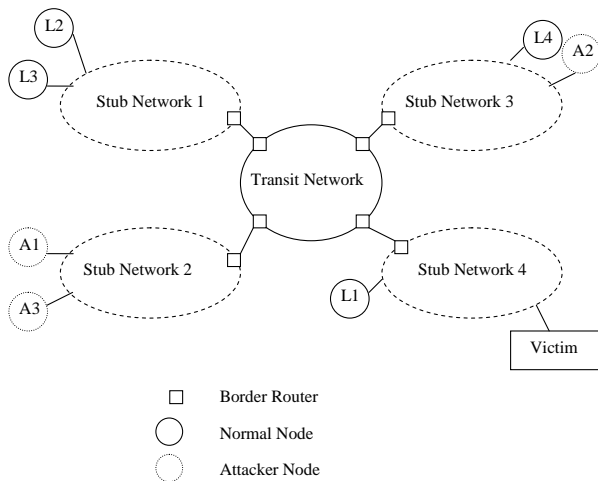 L2
L4
A2
L3
Stub Network 1
Stub Network 3
Transit Network
A1
Stub Network 2
Stub Network 4
L1
A3
Victim
Border Router
Normal Node
Attacker Node